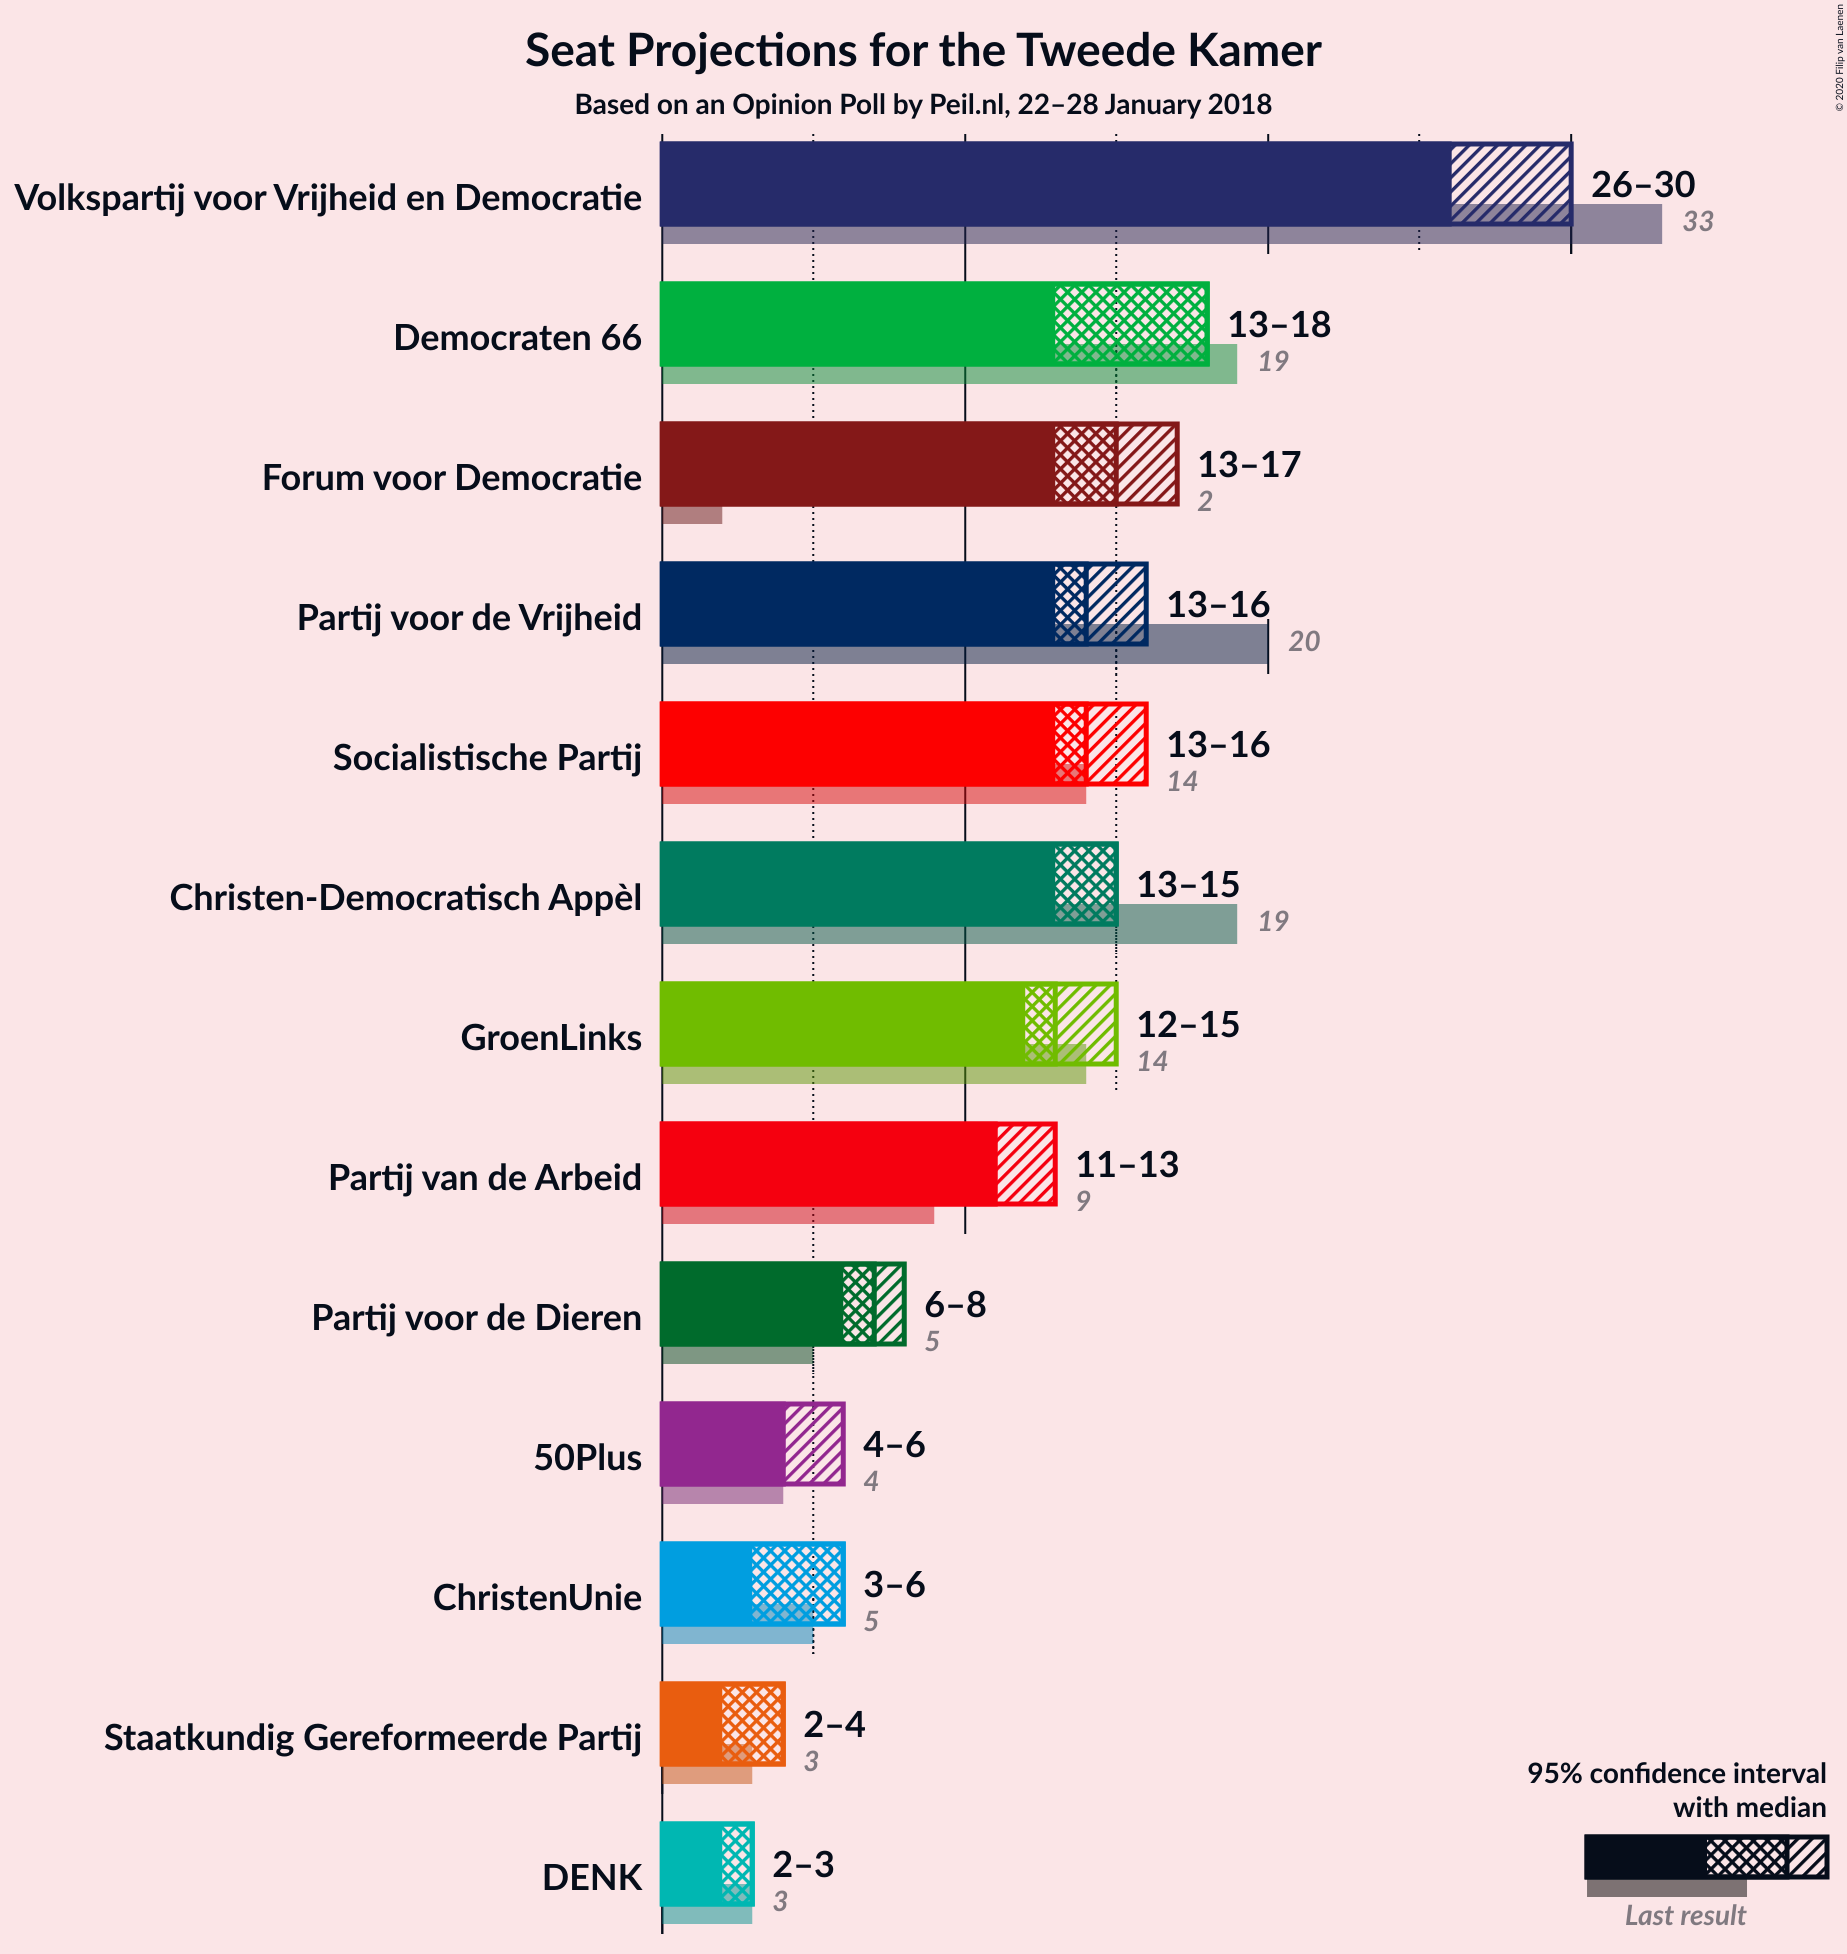 Seat Projections for the Tweede Kamer
Based on an Opinion Poll by Peil.nl, 22–28 January 2018
© 2020 Filip van Laenen
Volkspartij voor Vrijheid en Democratie
26–30
33
Democraten 66
13–18
19
Forum voor Democratie
13–17
2
Partij voor de Vrijheid
13–16
20
Socialistische Partij
13–16
14
Christen-Democratisch Appèl
13–15
19
GroenLinks
12–15
14
Partij van de Arbeid
11–13
9
Partij voor de Dieren
6–8
5
50Plus
4–6
4
ChristenUnie
3–6
5
Staatkundig Gereformeerde Partij
2–4
3
DENK
2–3
3
95% confidence interval
with median
Last result